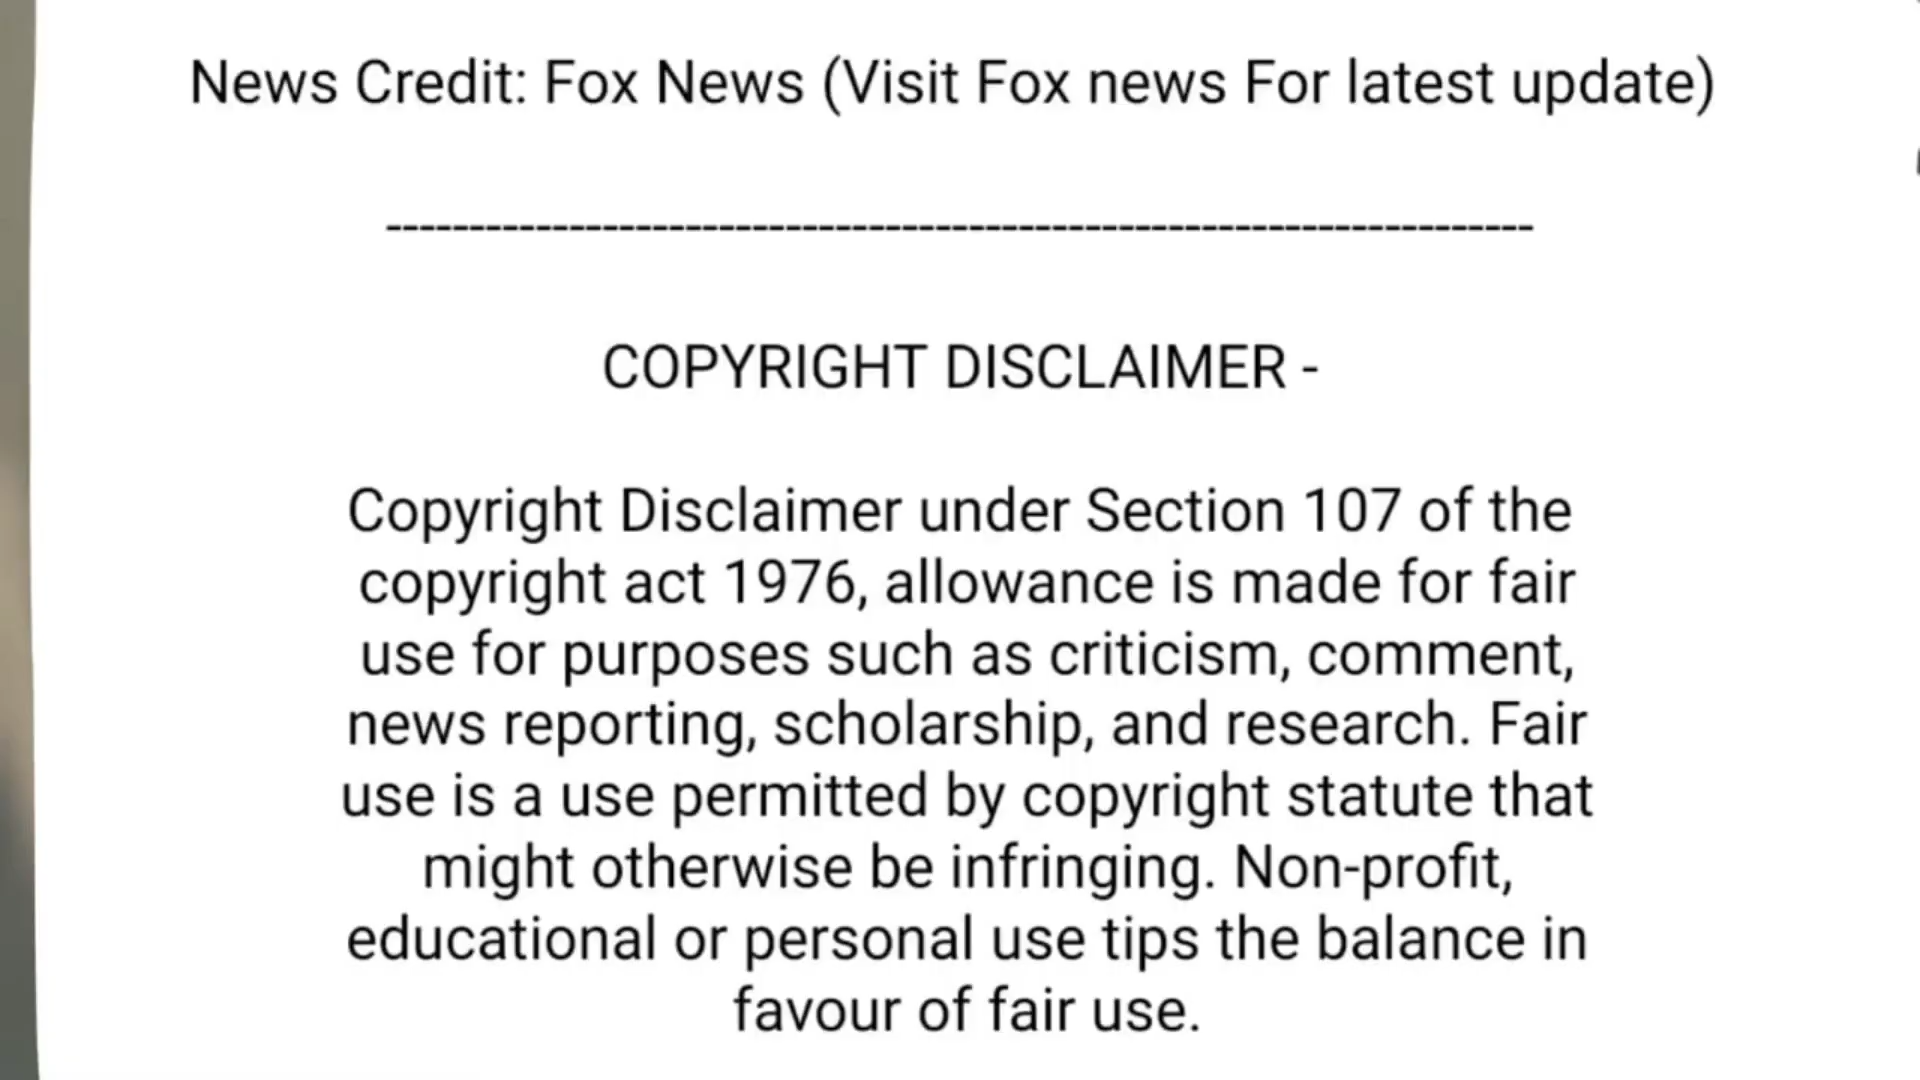 News Credit: Fox News (Visit Fox news For latest update)
---------------------------------------------------------------------
COPYRIGHT DISCLAIMER -
Copyright Disclaimer under Section 107 of the
copyright act 1976, allowance is made for fair
use for purposes such as criticism, comment,
news reporting, scholarship, and research. Fair
use is a use permitted by copyright statute that
might otherwise be infringing. Non-profit,
educational or personal use tips the balance in
favour of fair use.